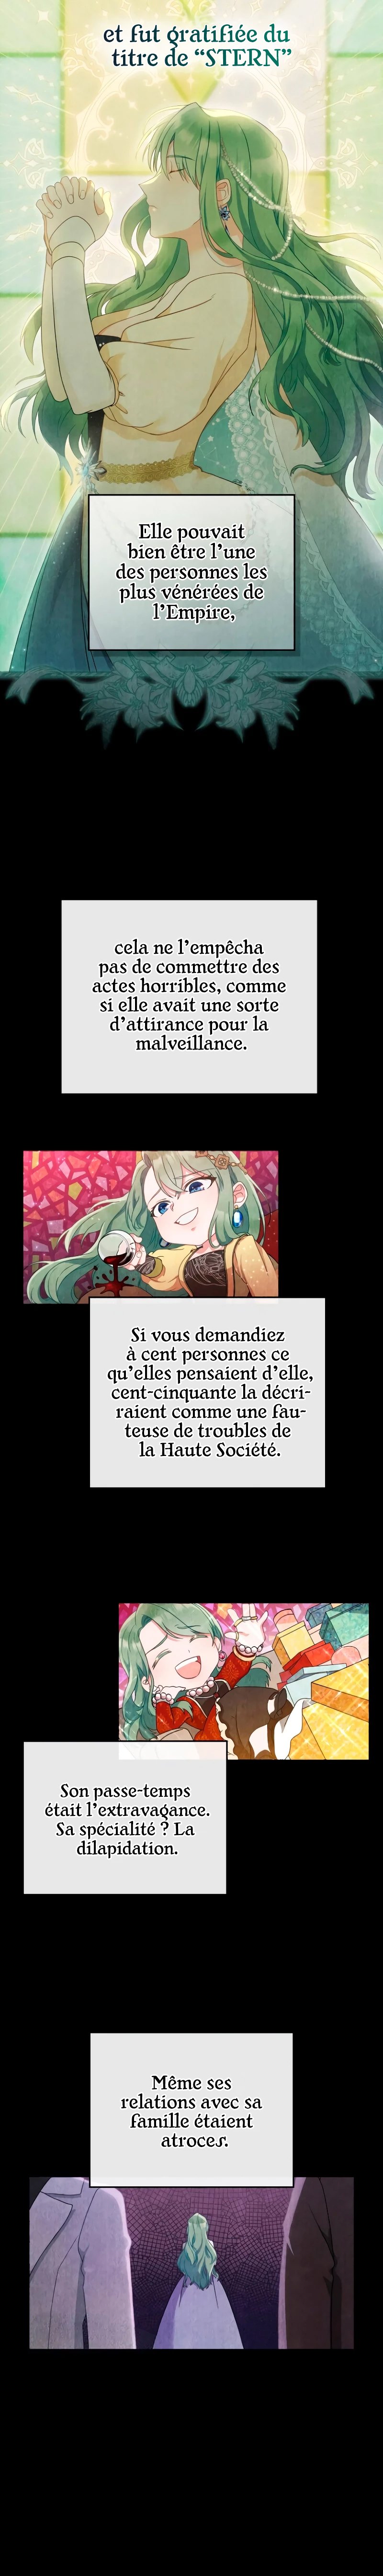 et fut gratifiée du
titre de “STERN”
Elle pouvait
bien être l’une
des personnes les
plus vénérées de
l’Empire,
cela ne l’empêcha
pas de commettre des
actes horribles, comme
si elle avait une sorte
d’attirance pour la
malveillance.
Si vous demandiez
à cent personnes ce
qu’elles pensaient d’elle,
cent-cinquante la décri-
raient comme une fau-
teuse de troubles de
la Haute Société.
Son passe-temps
était l’extravagance.
Sa spécialité ? La
dilapidation.
Même ses
relations avec sa
famille étaient
atroces.